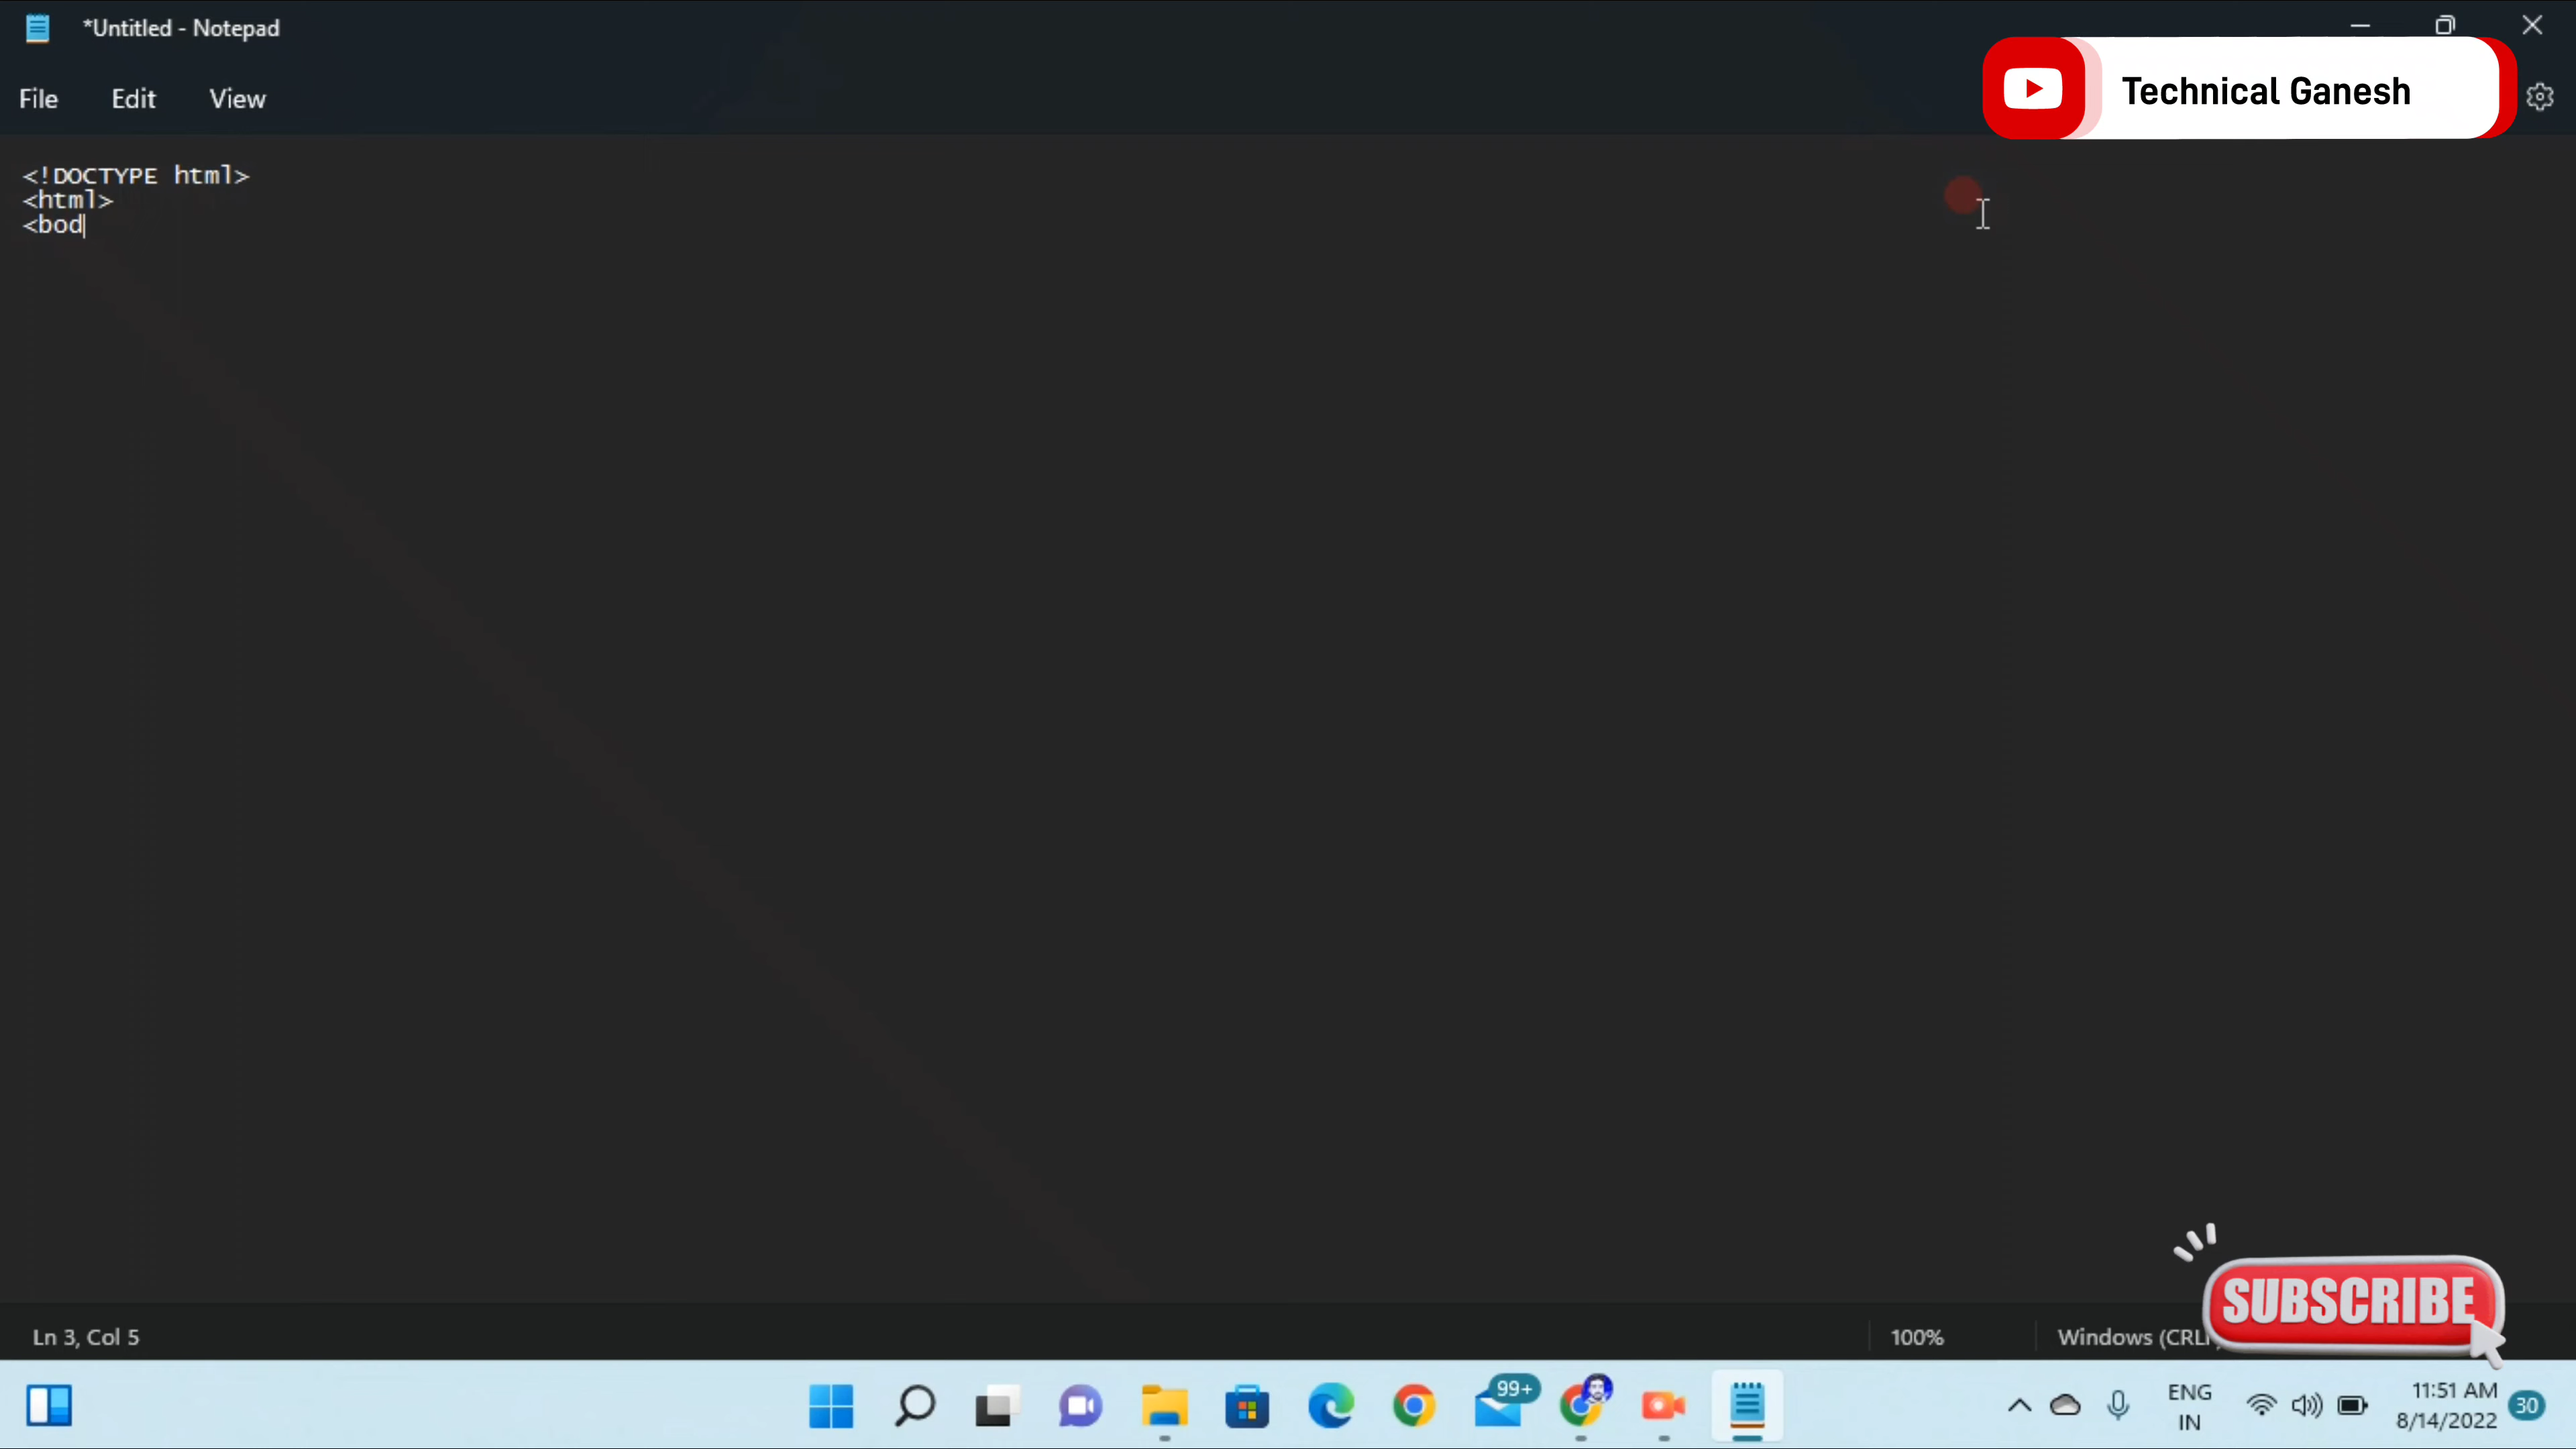 *Untitled - Notepad
File Edit View
Technical Ganesh
<!DOCTYPE html>
<html>
<bod
SUBSCRIBE
Ln 3, Col 5
100%
Windows (CRL
99+
ENG
IN
11:51 AM
8/14/2022
30